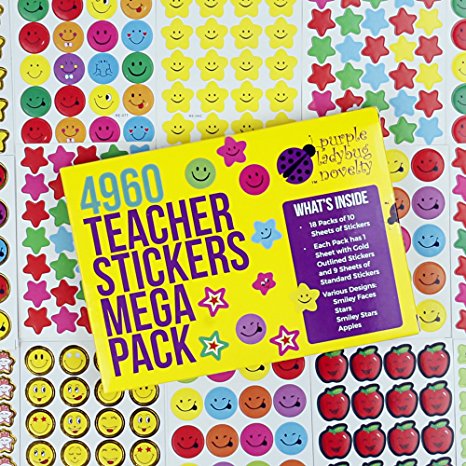 purple
ladybug
novelty
TM
4960
TEACHER
STICKERS
MEGA
PACK
WHAT'S INSIDE
• 18 Packs of 10
Sheets of Stickers
• Each Pack has 1
Sheet with Gold
Outlined Stickers
and 9 Sheets of
Standard Stickers
• Various Designs:
Smiley Faces
Stars
Smiley Stars
Apples